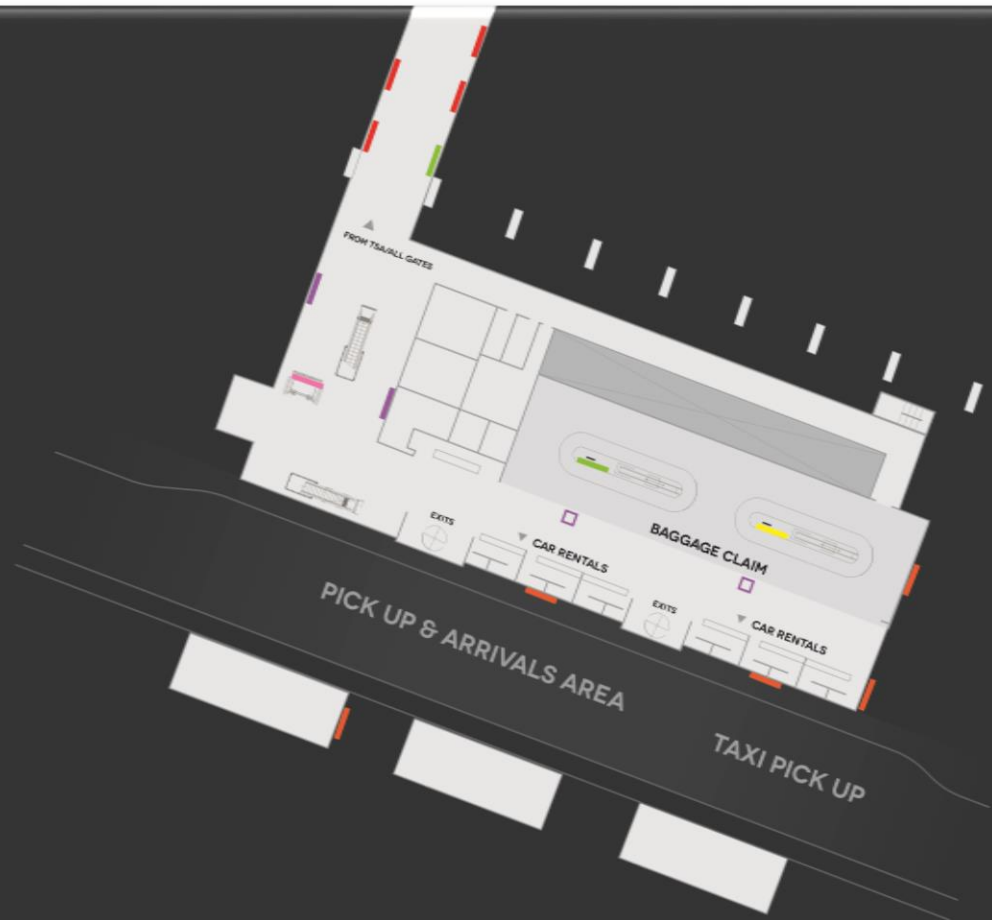 FROM TSA/ALL GATES
EXITS
CAR RENTALS
BAGGAGE CLAIM
EXITS
CAR RENTALS
PICK UP & ARRIVALS AREA
TAXI PICK UP